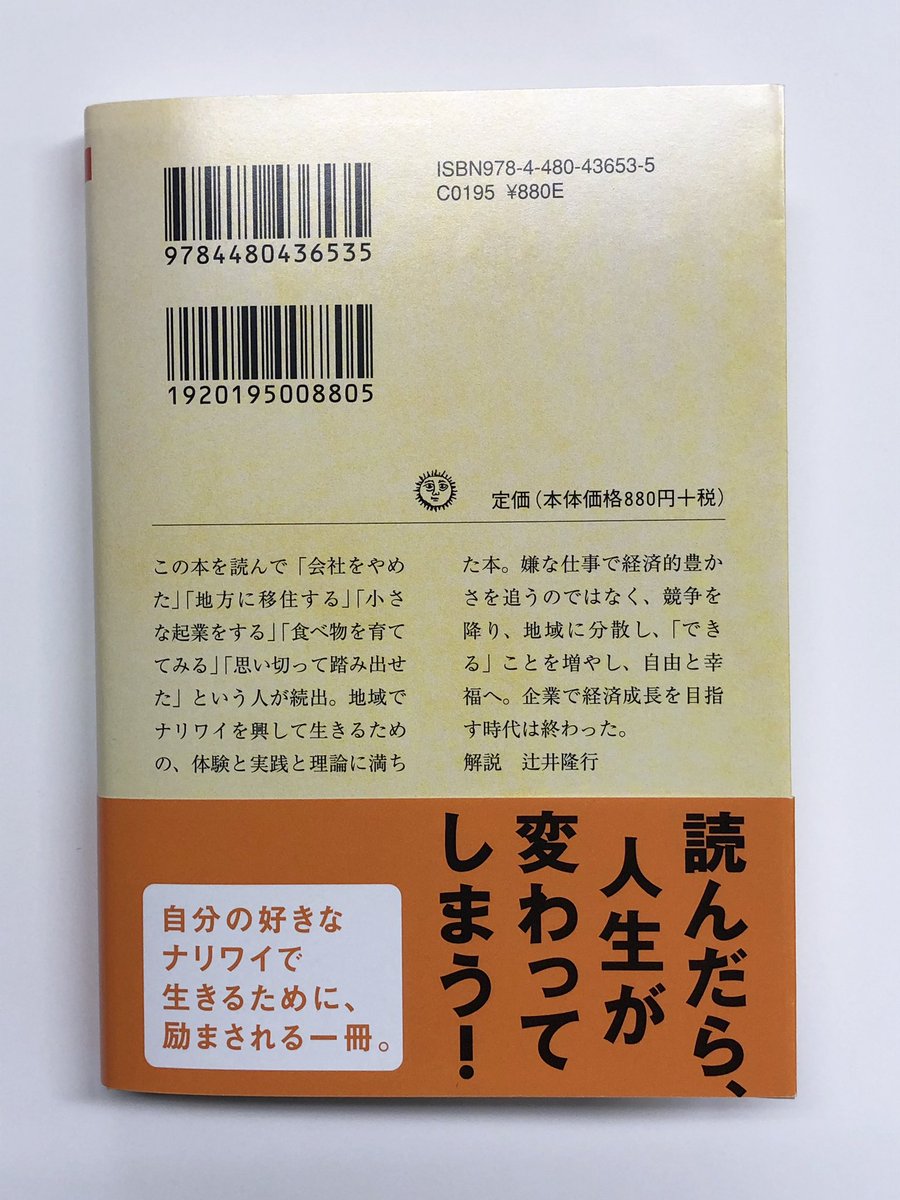 ISBN978-4-480-43653-5
C0195 ¥880E
9784480436535
1920195008805
定価(本体価格880円+税)
この本を読んで「会社をやめ
た」「地方に移住する」「小さ
な起業をする」「食べ物を育て
てみる」「思い切って踏み出せ
た」という人が続出。地域で
ナリワイを興して生きるため
の、体験と実践と理論に満ち
た本。嫌な仕事で経済的豊か
さを追うのではなく、競争を
降り、地域に分散し、「でき
る」ことを増やし、自由と幸
福へ。企業で経済成長を目指
す時代は終わった。
解説 辻井隆行
読んだら、
人生が
変わって
しまう!
自分の好きな
ナリワイで
生きるために、
励まされる一冊。